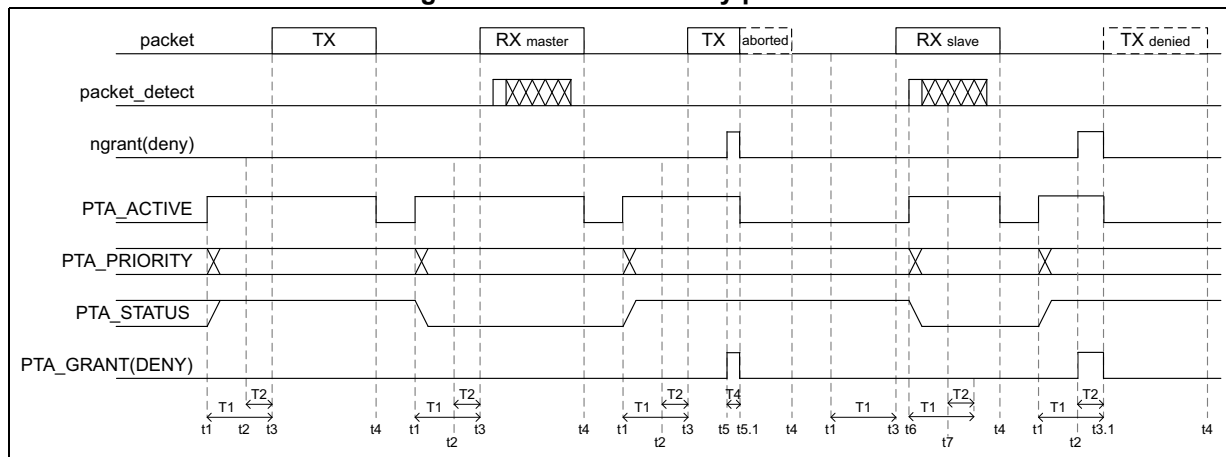 packet TX RX master TX aborted RX slave TX denied
packet_detect
ngrant(deny)
PTA_ACTIVE
PTA_PRIORITY
PTA_STATUS
PTA_GRANT(DENY)
T2 T2 T2 T4 T2 T2
T1 T1 T1 T1 T1 T1
t1 t2 t3 t4 t1 t2 t3 t4 t1 t2 t3 t5 t5.1 t4 t1 t3 t6 t7 t4 t1 t2 t3.1 t4